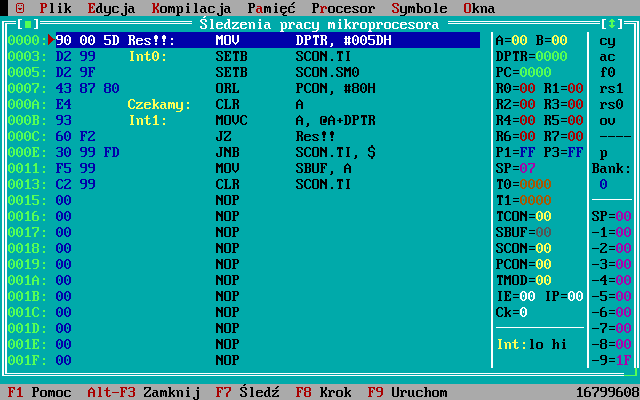 Plik Edycja Kompilacja Pamięć Procesor Symbole Okna
Śledzenia pracy mikroprocesora
0000: 90 00 5D Res!!: MOV DPTR, #005DH A=00 B=00 cy
0003: D2 99 Int0: SETB SCON.TI DPTR=0000 ac
0005: D2 9F SETB SCON.SM0 PC=0000 f0
0007: 43 87 80 ORL PCON, #80H R0=00 R1=00 rs1
000A: E4 Czekamy: CLR A R2=00 R3=00 rs0
000B: 93 Int1: MOVC A, @A+DPTR R4=00 R5=00 ov
000C: 60 F2 JZ Res!! R6=00 R7=00 ----
000E: 30 99 FD JNB SCON.TI, $ P1=FF P3=FF p
0011: F5 99 MOV SBUF, A SP=07 Bank:
0013: C2 99 CLR SCON.TI T0=0000 0
0015: 00 NOP T1=0000
0016: 00 NOP TCON=00 SP=00
0017: 00 NOP SBUF=00 -1=00
0018: 00 NOP SCON=00 -2=00
0019: 00 NOP PCON=00 -3=00
001A: 00 NOP TMOD=00 -4=00
001B: 00 NOP IE=00 IP=00 -5=00
001C: 00 NOP Ck=0 -6=00
001D: 00 NOP -7=00
001E: 00 NOP Int:lo hi -8=00
001F: 00 NOP -9=1F
F1 Pomoc Alt-F3 Zamknij F7 Śledź F8 Krok F9 Uruchom 16799608